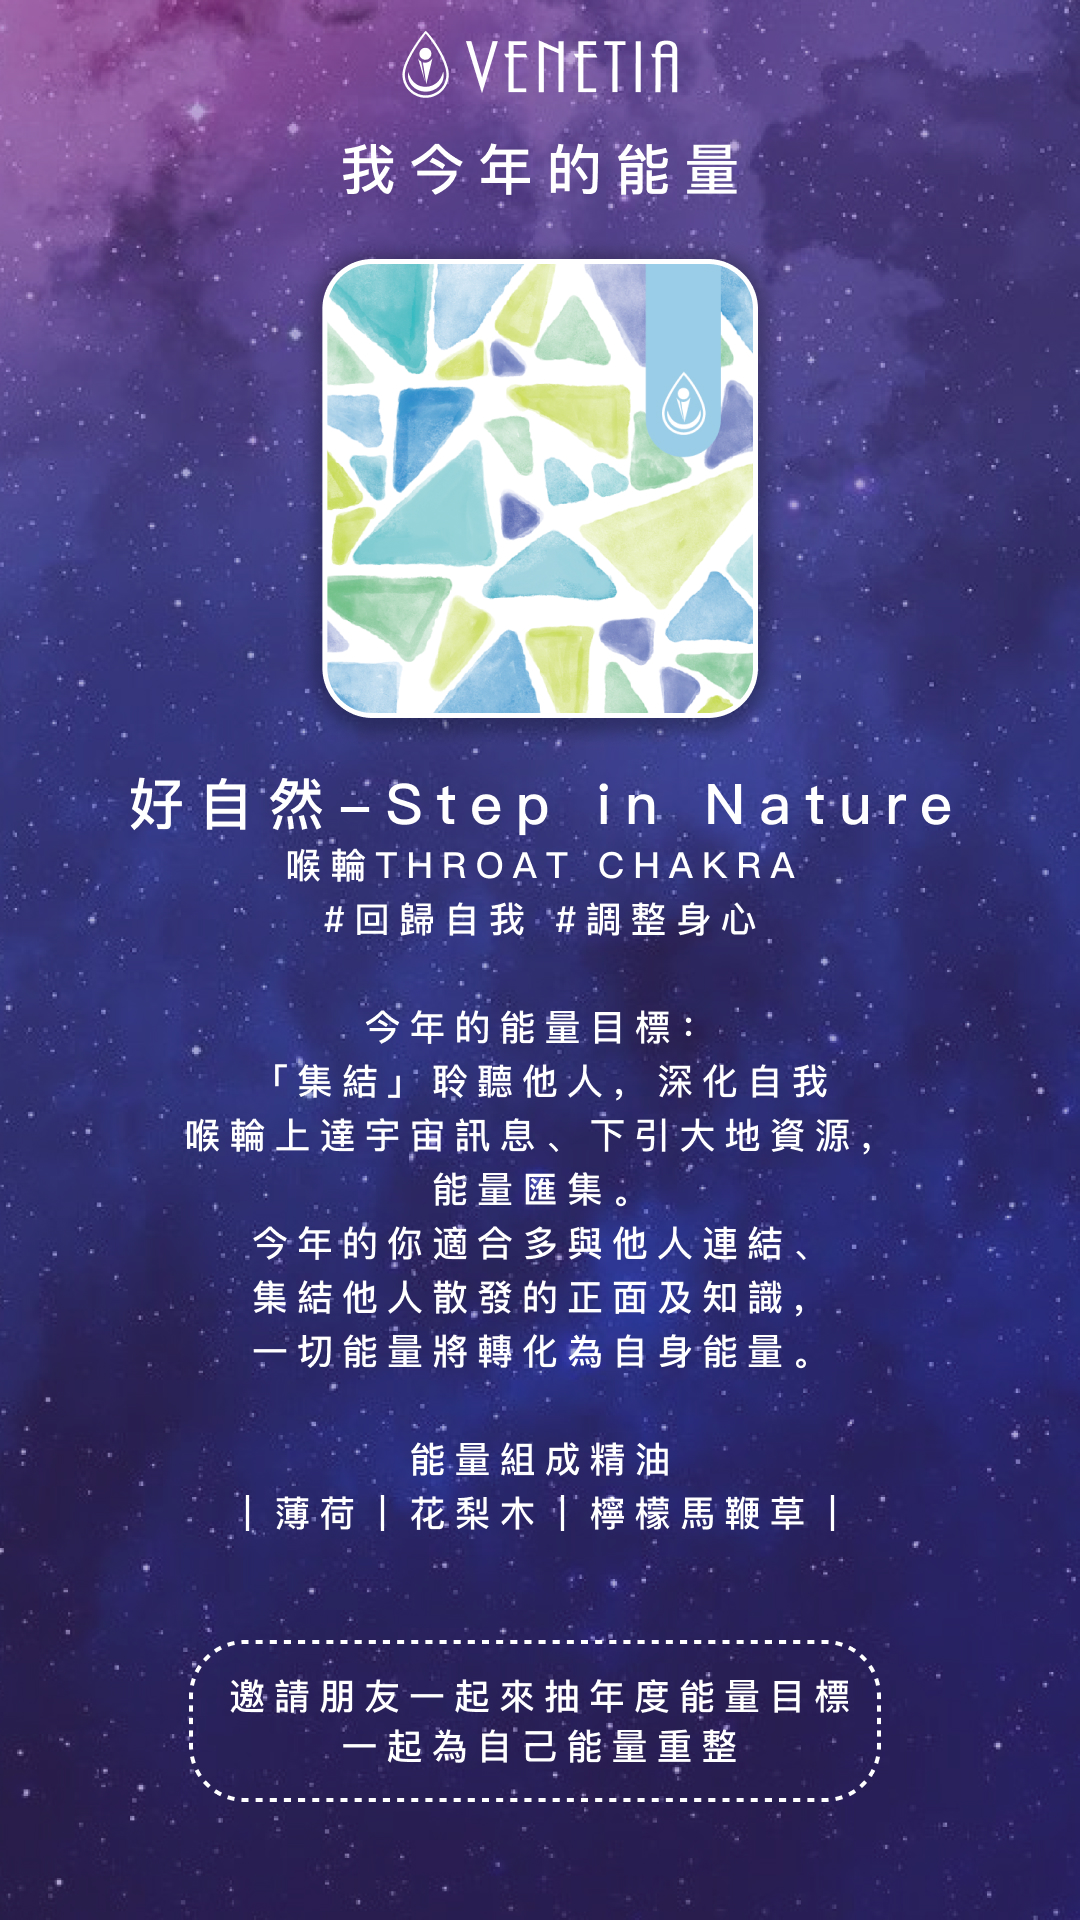 VENETIA
我今年的能量
好自然–Step in Nature
喉輪THROAT CHAKRA
#回歸自我 #調整身心
今年的能量目標：
「集結」聆聽他人，深化自我
喉輪上達宇宙訊息、下引大地資源，
能量匯集。
今年的你適合多與他人連結、
集結他人散發的正面及知識，
一切能量將轉化為自身能量。
能量組成精油
｜薄荷｜花梨木｜檸檬馬鞭草｜
邀請朋友一起來抽年度能量目標
一起為自己能量重整